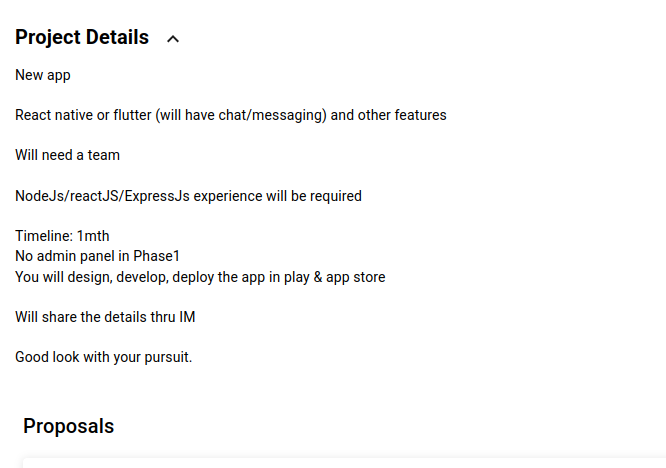 Project Details
New app
React native or flutter (will have chat/messaging) and other features
Will need a team
NodeJs/reactJS/ExpressJs experience will be required
Timeline: 1mth
No admin panel in Phase1
You will design, develop, deploy the app in play & app store
Will share the details thru IM
Good look with your pursuit.
Proposals